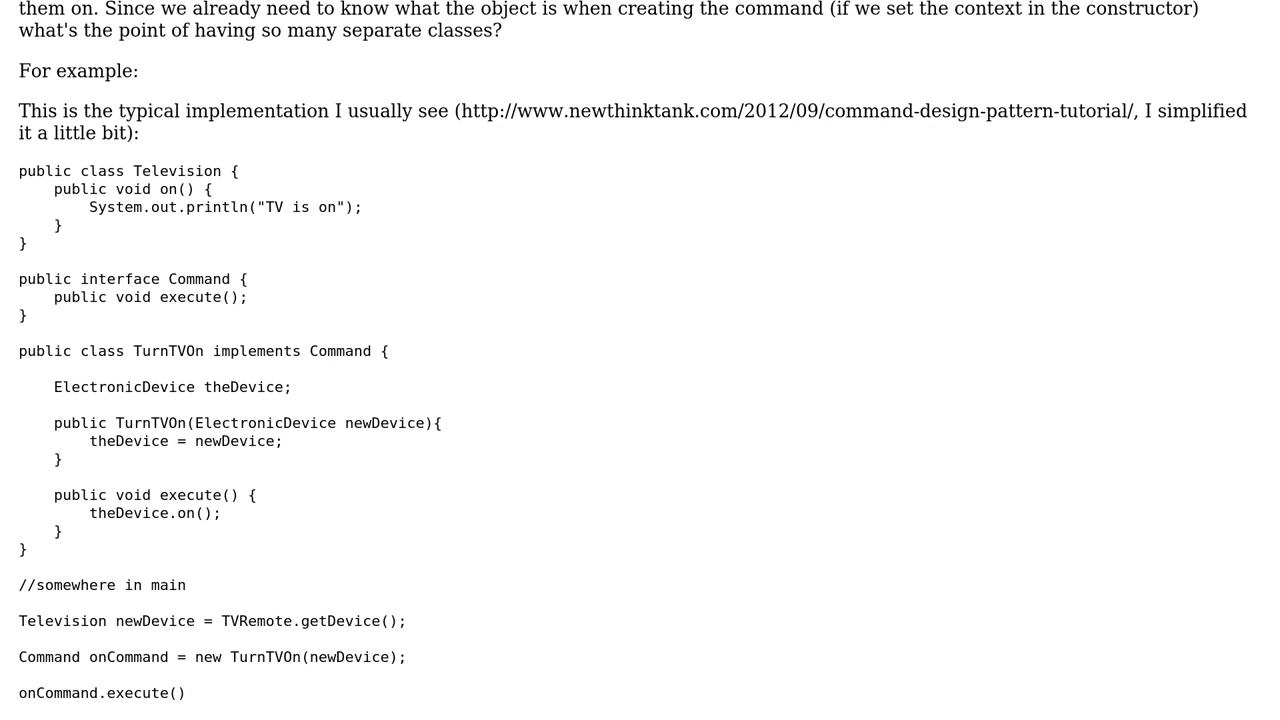 them on. Since we already need to know what the object is when creating the command (if we set the context in the constructor)
what's the point of having so many separate classes?
For example:
This is the typical implementation I usually see (http://www.newthinktank.com/2012/09/command-design-pattern-tutorial/, I simplified
it a little bit):
public class Television {
    public void on() {
        System.out.println("TV is on");
    }
}
public interface Command {
    public void execute();
}
public class TurnTVOn implements Command {
    ElectronicDevice theDevice;
    public TurnTVOn(ElectronicDevice newDevice){
        theDevice = newDevice;
    }
    public void execute() {
        theDevice.on();
    }
}
//somewhere in main
Television newDevice = TVRemote.getDevice();
Command onCommand = new TurnTVOn(newDevice);
onCommand.execute()